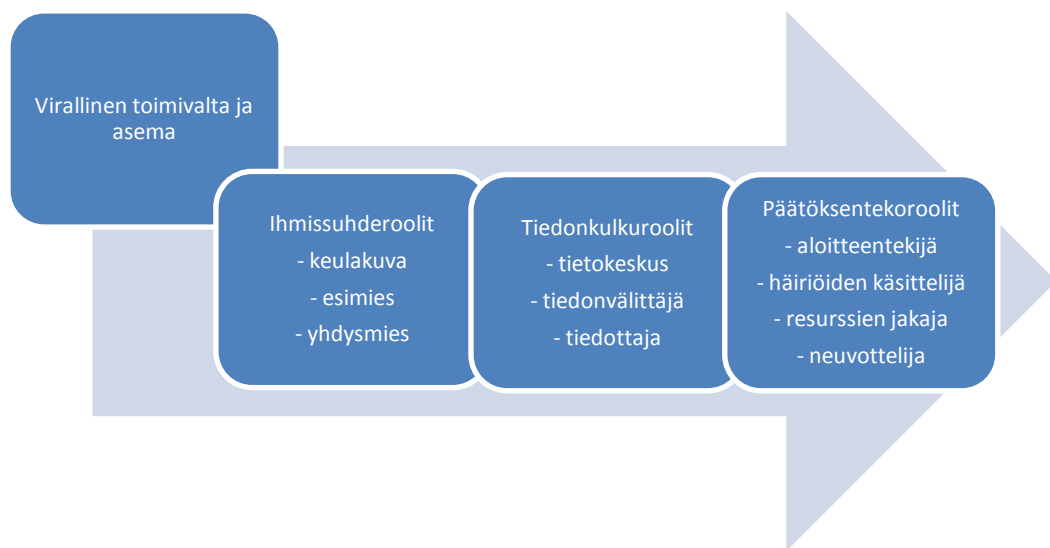 Virallinen toimivalta ja
asema
Ihmissuhderoolit
- keulakuva
- esimies
- yhdysmies
Tiedonkulkuroolit
- tietokeskus
- tiedonvälittäjä
- tiedottaja
Päätöksentekoroolit
- aloitteentekijä
- häiriöiden käsittelijä
- resurssien jakaja
- neuvottelija